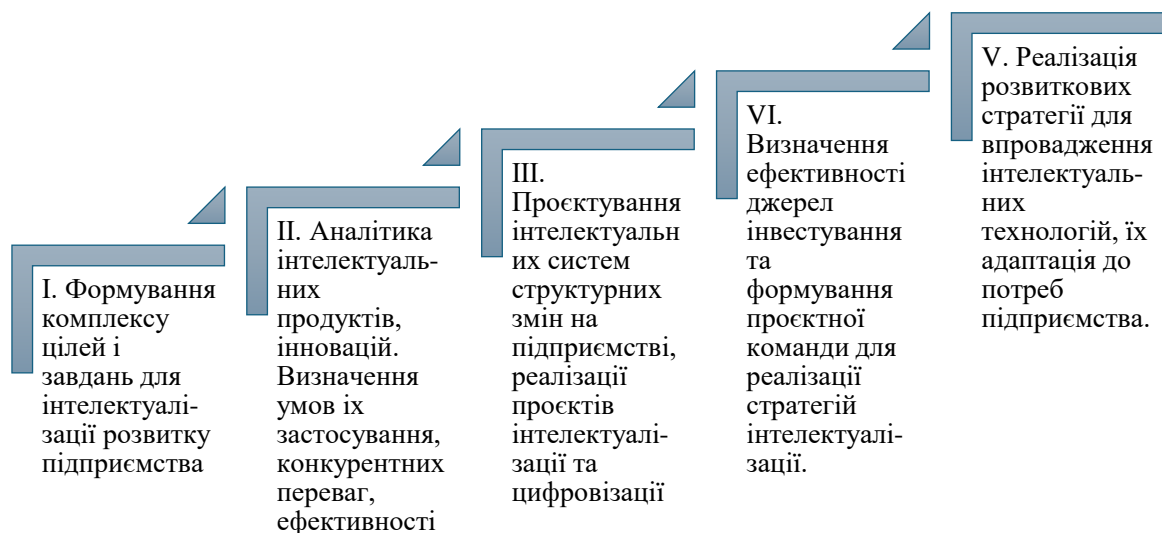 I. Формування
комплексу
цілей і
завдань для
інтелектуалі-
зації розвитку
підприємства
II. Аналітика
інтелектуаль-
них
продуктів,
інновацій.
Визначення
умов іх
застосування,
конкурентних
переваг,
ефективності
III.
Проєктування
інтелектуальн
их систем
структурних
змін на
підприємстві,
реалізації
проєктів
інтелектуалі-
зації та
цифровізації
VI.
Визначення
ефективності
джерел
інвестування
та
формування
проєктної
команди для
реалізації
стратегій
інтелектуалі-
зації.
V. Реалізація
розвиткових
стратегії для
впровадження
інтелектуаль-
них
технологій, їх
адаптація до
потреб
підприємства.